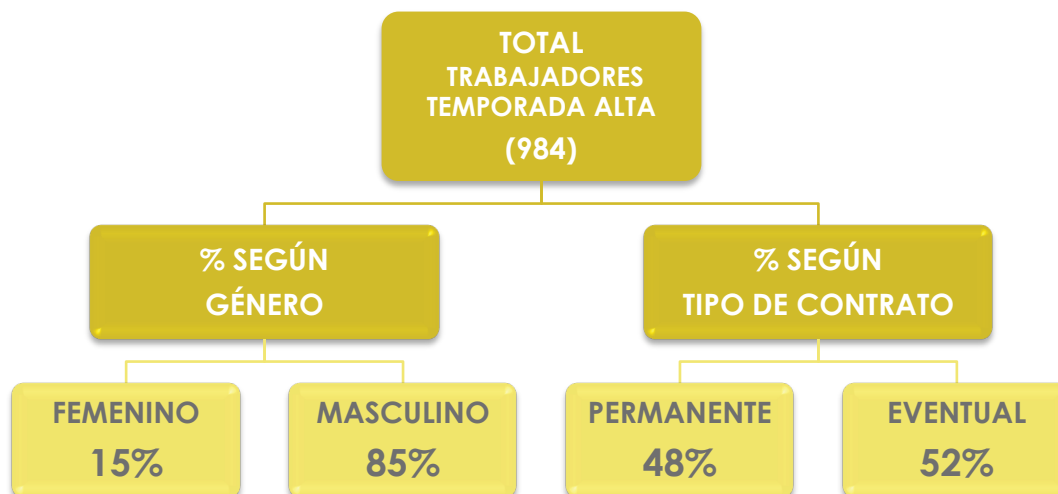 TOTAL
TRABAJADORES
TEMPORADA ALTA
(984)
% SEGÚN
GÉNERO
% SEGÚN
TIPO DE CONTRATO
FEMENINO
15%
MASCULINO
85%
PERMANENTE
48%
EVENTUAL
52%